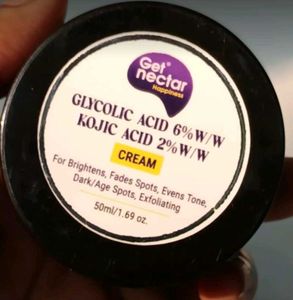 Get®
nectar
Happiness
GLYCOLIC ACID 6%W/W
KOJIC ACID 2%W/W
CREAM
For Brightens, Fades Spots, Evens Tone,
Dark/Age Spots, Exfoliating
50ml/1.69 oz.